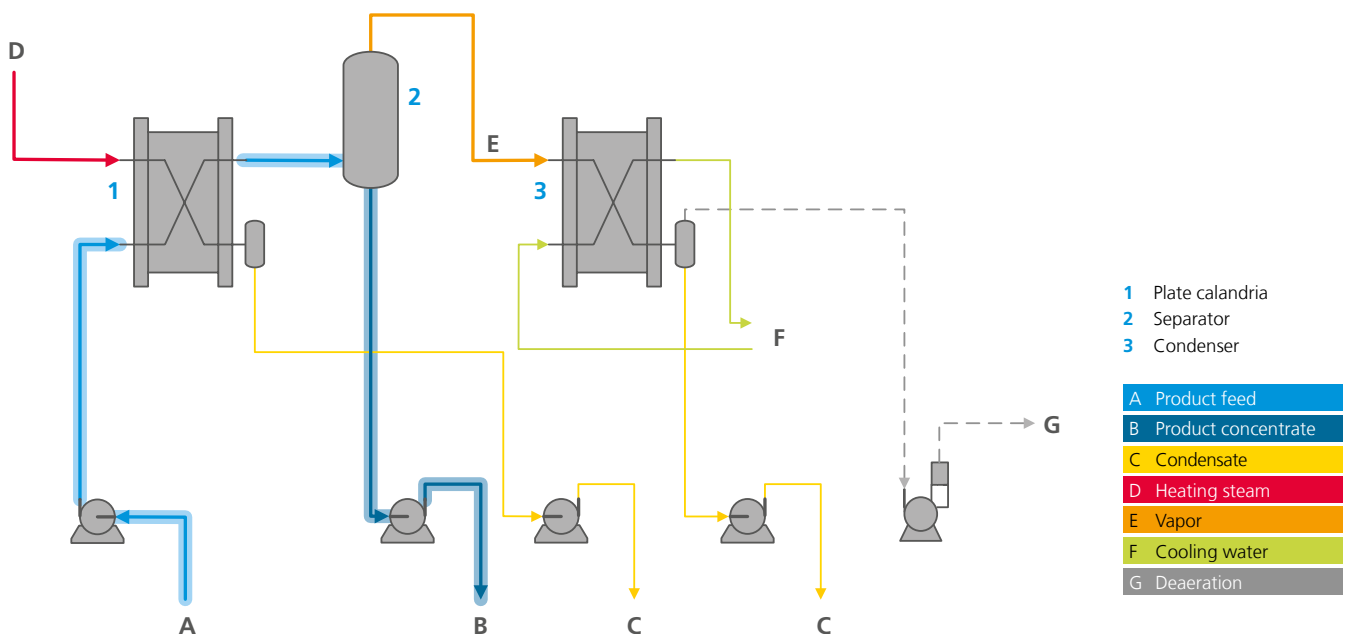 D
2
E
1
3
F
G
A
B
C
C
1 Plate calandria
2 Separator
3 Condenser
A Product feed
B Product concentrate
C Condensate
D Heating steam
E Vapor
F Cooling water
G Deaeration